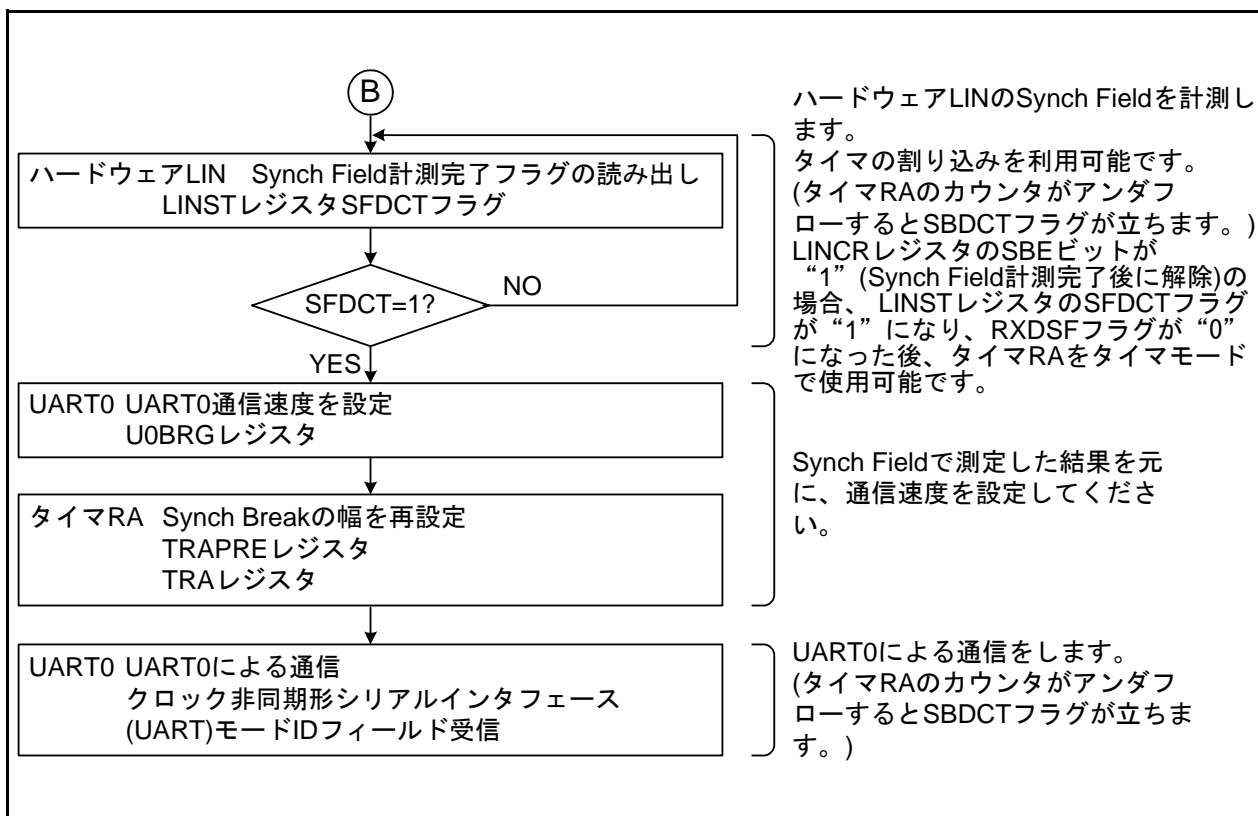 B
ハードウェアLIN　Synch Field計測完了フラグの読み出し
LINSTレジスタSFDCTフラグ
SFDCT=1?
NO
YES
ハードウェアLINのSynch Fieldを計測し
ます。
タイマの割り込みを利用可能です。
(タイマRAのカウンタがアンダフ
ローするとSBDCTフラグが立ちます。)
LINCRレジスタのSBEビットが
“1”(Synch Field計測完了後に解除)の
場合、LINSTレジスタのSFDCTフラグ
が“1”になり、RXDSFフラグが“0”
になった後、タイマRAをタイマモード
で使用可能です。
UART0 UART0通信速度を設定
U0BRGレジスタ
タイマRA Synch Breakの幅を再設定
TRAPREレジスタ
TRAレジスタ
Synch Fieldで測定した結果を元
に、通信速度を設定してくださ
い。
UART0 UART0による通信
クロック非同期形シリアルインタフェース
(UART)モードIDフィールド受信
UART0による通信をします。
(タイマRAのカウンタがアンダフ
ローするとSBDCTフラグが立ちま
す。)